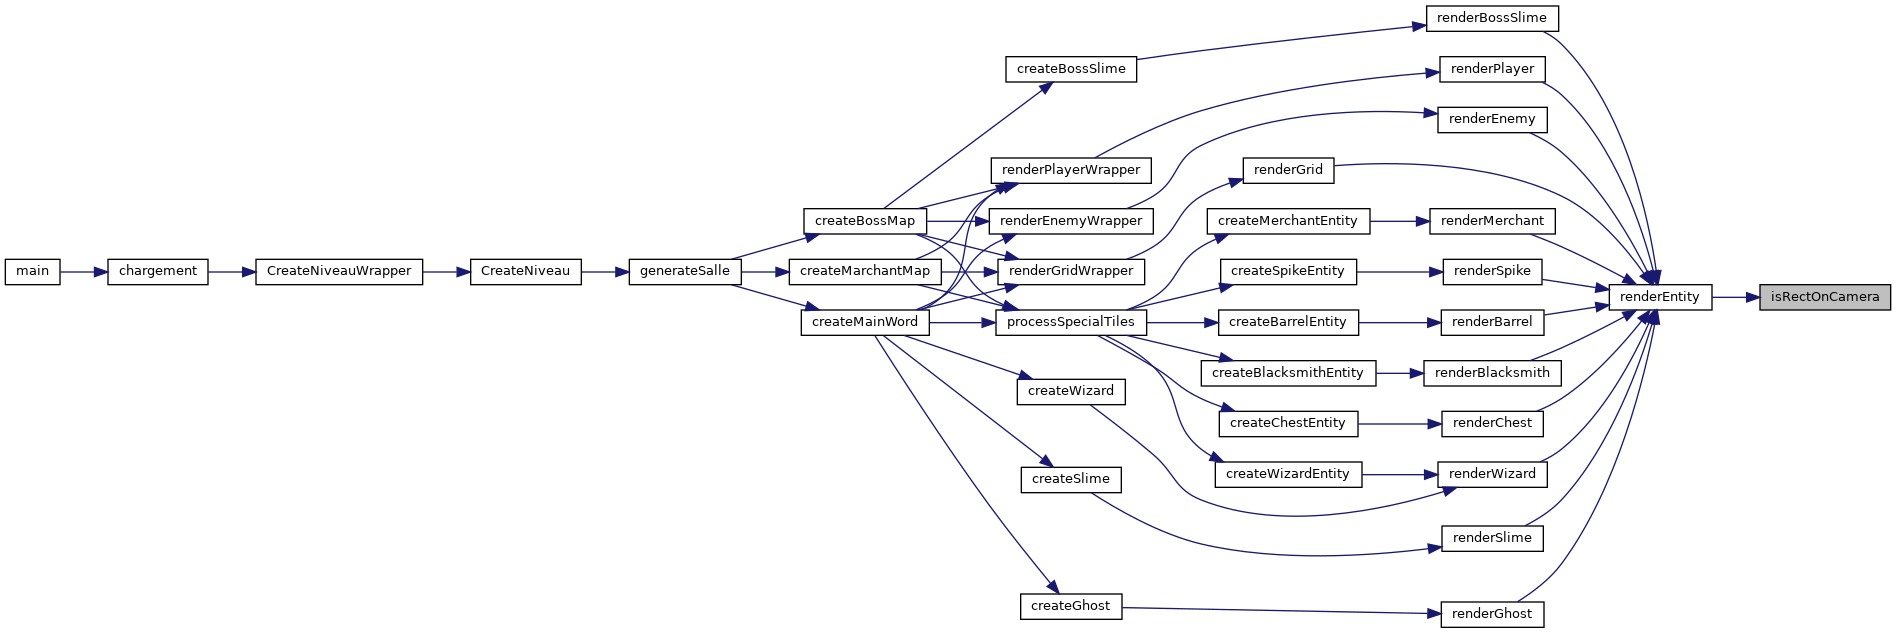 main
chargement
CreateNiveauWrapper
CreateNiveau
generateSalle
createBossMap
createMarchantMap
createMainWord
createBossSlime
renderPlayerWrapper
renderEnemyWrapper
renderGridWrapper
processSpecialTiles
createWizard
createSlime
createGhost
renderGrid
createMerchantEntity
createSpikeEntity
createBarrelEntity
createBlacksmithEntity
createChestEntity
createWizardEntity
renderBossSlime
renderPlayer
renderEnemy
renderMerchant
renderSpike
renderBarrel
renderBlacksmith
renderChest
renderWizard
renderSlime
renderGhost
renderEntity
isRectOnCamera